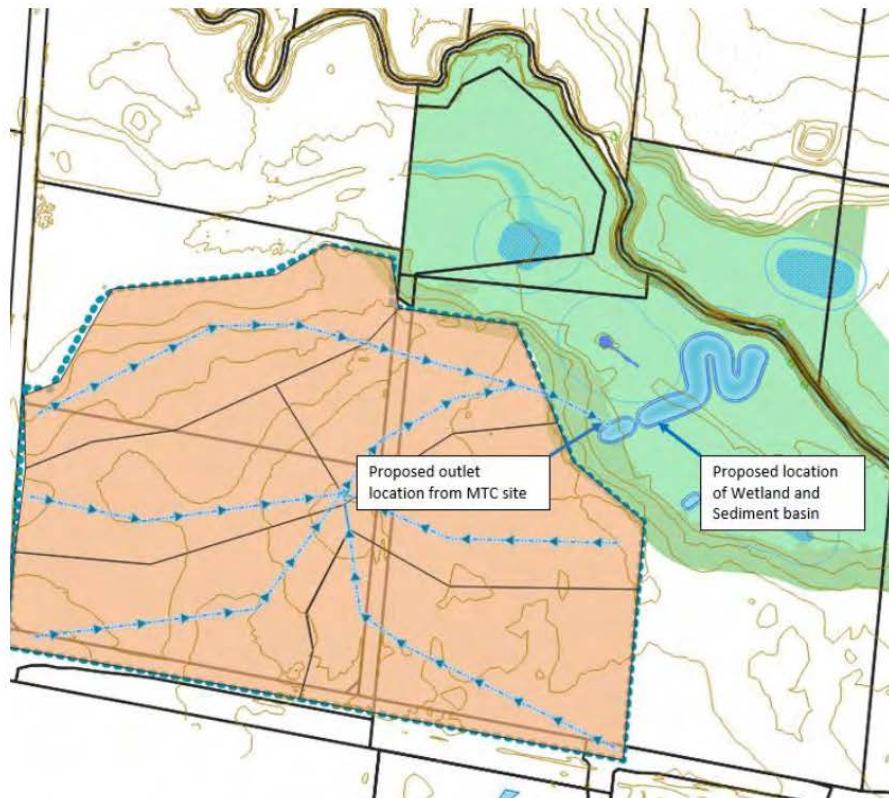 Proposed outlet
location from MTC site
Proposed location
of Wetland and
Sediment basin